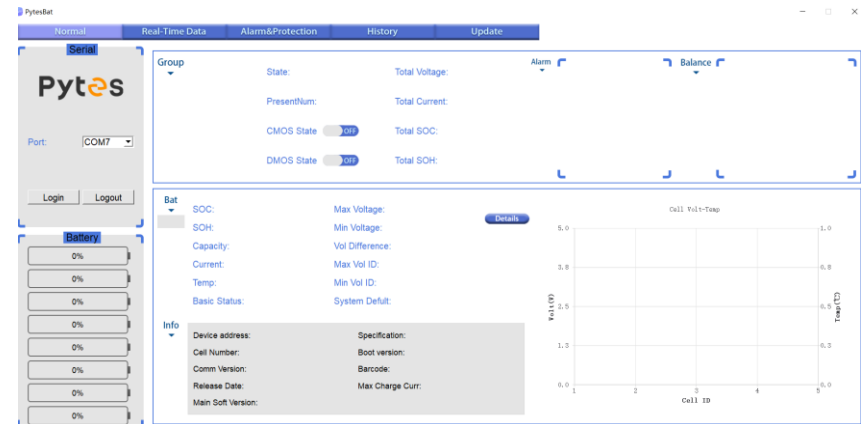 PytesBat
Normal Real-Time Data Alarm&Protection History Update
Serial
Pytes
Port: COM7
Login Logout
Battery
0%
0%
0%
0%
0%
0%
0%
0%
Group
State: Total Voltage:
PresentNum: Total Current:
CMOS State OFF Total SOC:
DMOS State OFF Total SOH:
Alarm
Balance
Bat
SOC: Max Voltage:
Details
SOH: Min Voltage:
Capacity: Vol Difference:
Current: Max Vol ID:
Temp: Min Vol ID:
Basic Status: System Defult:
Info
Device address: Specification:
Cell Number: Boot version:
Comm Version: Barcode:
Release Date: Max Charge Curr:
Main Soft Version:
Cell Volt-Temp
5.0 1.0
3.8 0.8
2.5 0.5
1.3 0.3
0.0 0.0
Volt(V)
Temp(℃)
1 2 3 4 5
Cell ID